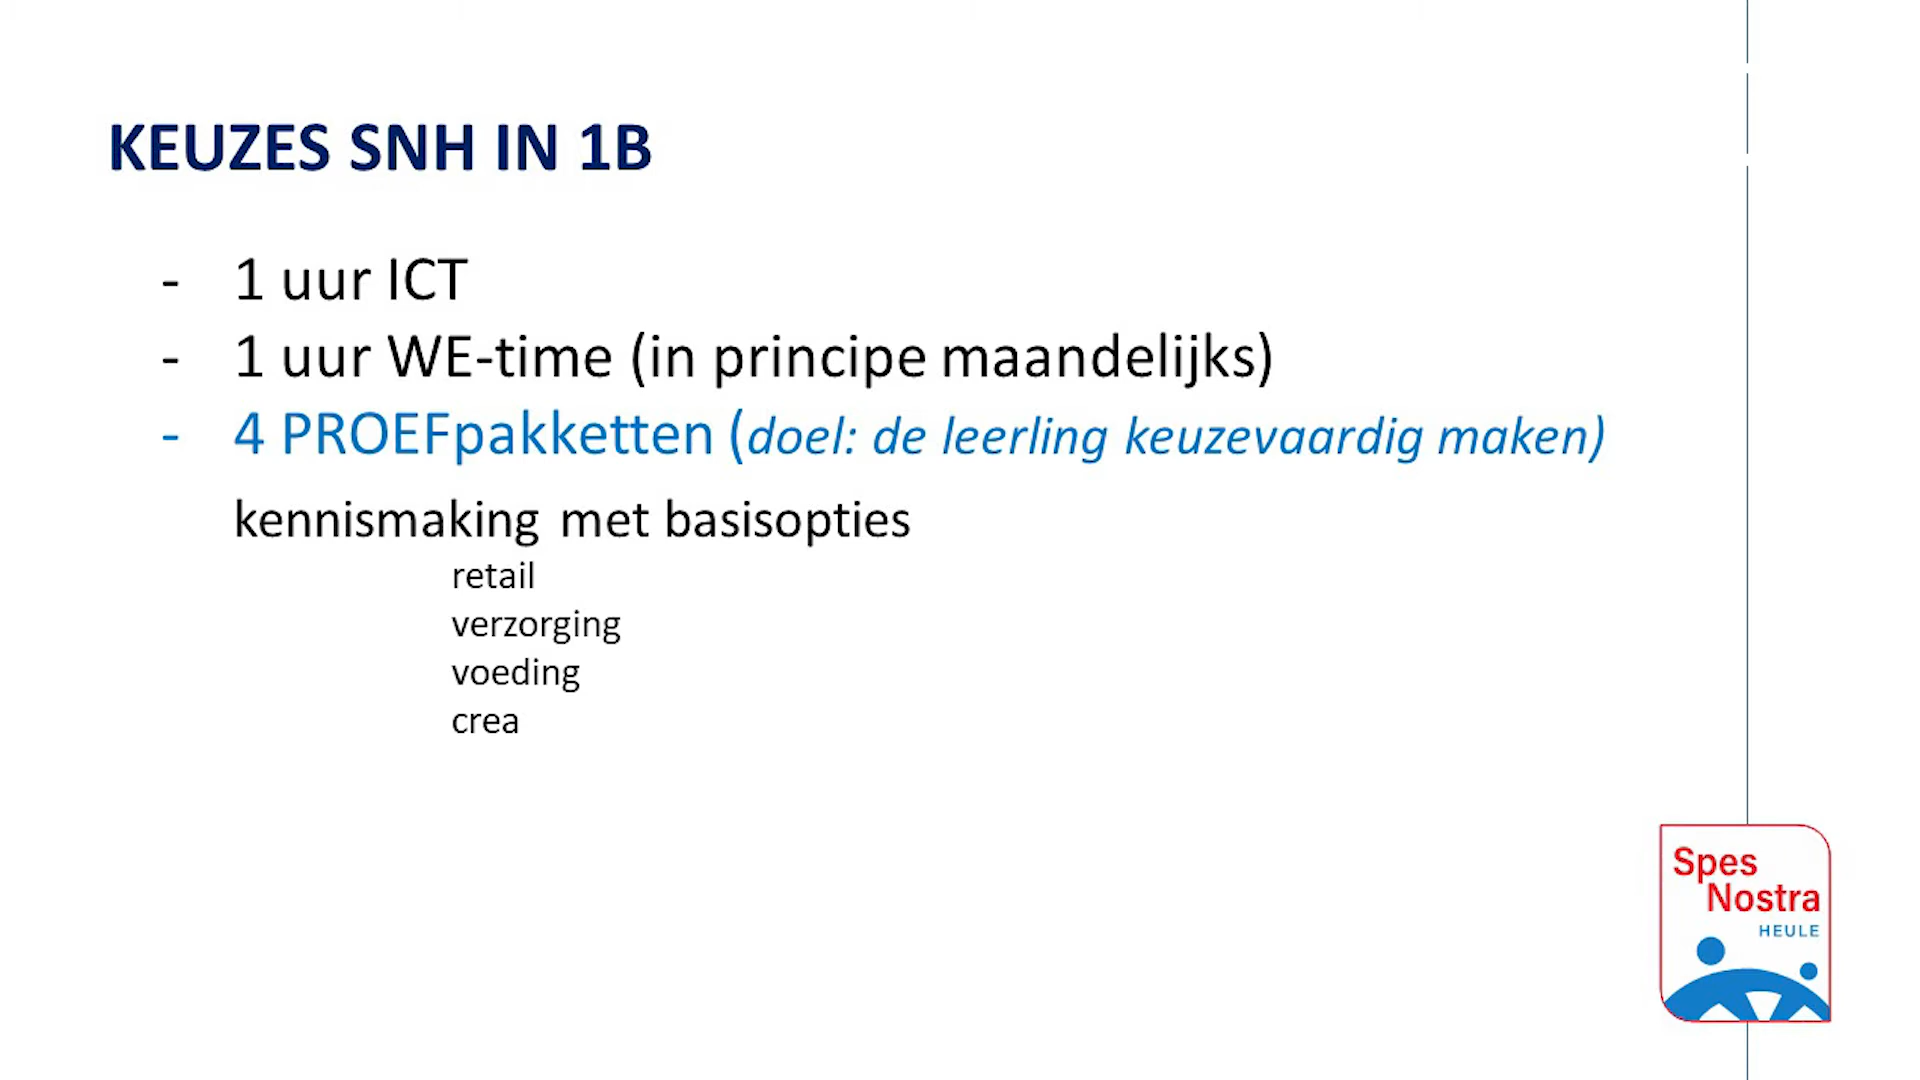 KEUZES SNH IN 1B
- 1 uur ICT
- 1 uur WE-time (in principe maandelijks)
- 4 PROEFpakketten (doel: de leerling keuzevaardig maken)
kennismaking met basisopties
retail
verzorging
voeding
crea
Spes
Nostra
HEULE